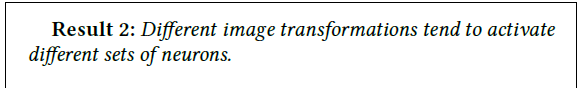 Result 2: Different image transformations tend to activate
different sets of neurons.